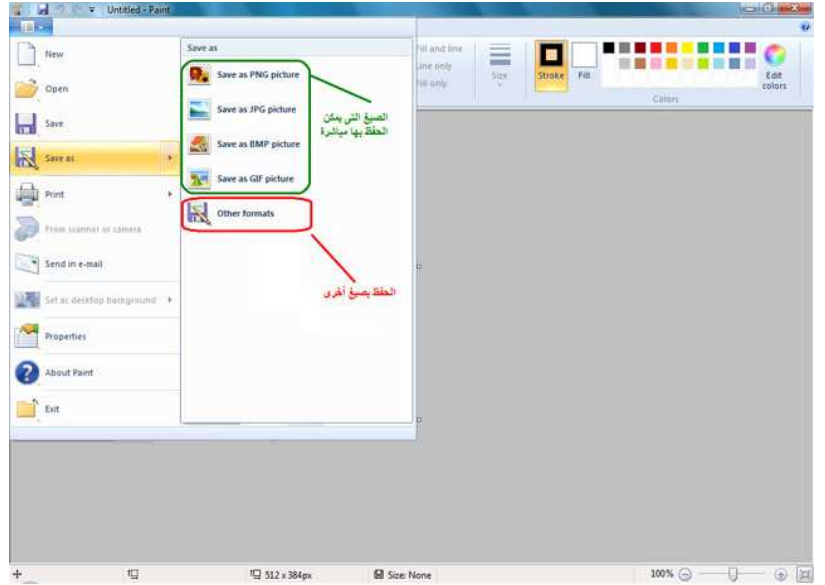 Untitled - Paint
New
Open
Save
Save as
Print
From scanner or camera
Send in e-mail
Set as desktop background
Properties
About Paint
Exit
Save as
Save as PNG picture
Save as JPG picture
Save as BMP picture
Save as GIF picture
Other formats
الصيغ التى يمكن
الحفظ بها مباشرة
الحفظ بصيغ أخرى
Fill and line
Line only
Fill only
Size
Stroke
Fill
Edit
colors
Colors
512 x 384px
Size: None
100%